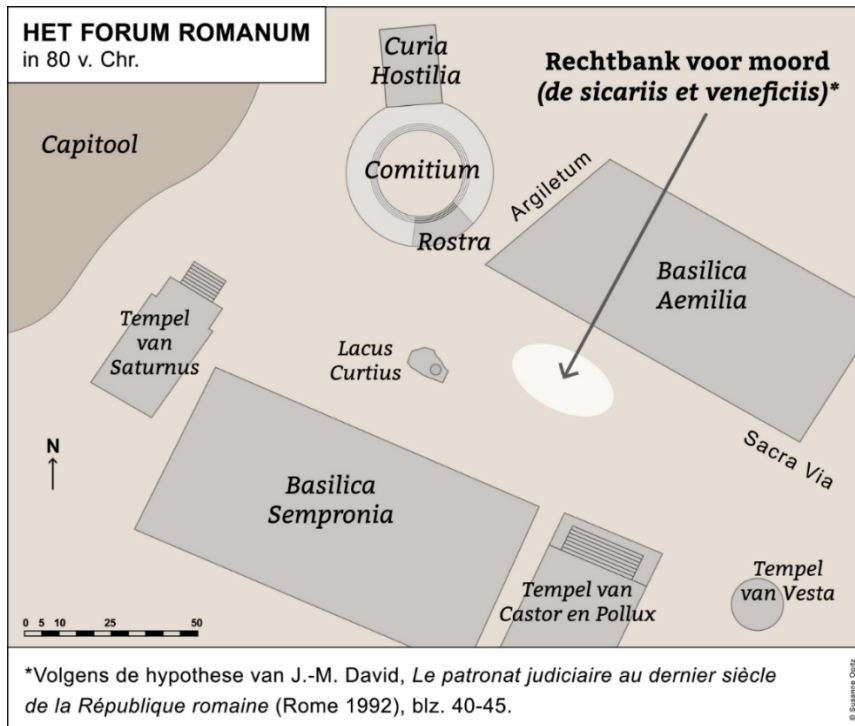 HET FORUM ROMANUM
in 80 v. Chr.
Curia
Hostilia
Rechtbank voor moord
(de sicariis et veneficiis)*
Capitool
Comitium
Argiletum
Rostra
Basilica
Aemilia
Tempel
van
Saturnus
Lacus
Curtius
N
Sacra Via
Basilica
Sempronia
Tempel van
Castor en Pollux
Tempel
van Vesta
0 5 10 25 50
*Volgens de hypothese van J.-M. David, Le patronat judiciaire au dernier siècle
de la République romaine (Rome 1992), blz. 40-45.